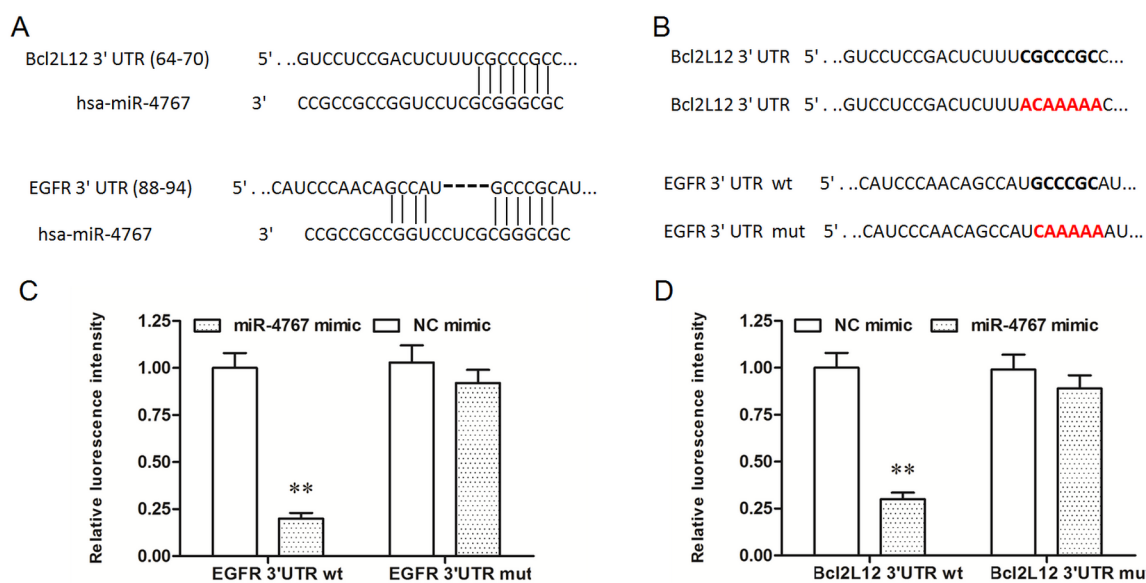 A
Bcl2L12 3' UTR (64-70) 5'...GUCCUCCGACUCUUUCGCCCGCC...
hsa-miR-4767 3' CCGCCGCCGGUCCUCGCGGGCGC
EGFR 3' UTR (88-94) 5'...CAUCCCAACAGCCAU----GCCCGCAU...
hsa-miR-4767 3' CCGCCGCCGGUCCUCGCGGGCGC
B
Bcl2L12 3' UTR 5'...GUCCUCCGACUCUUUCGCCCGCC...
Bcl2L12 3' UTR 5'...GUCCUCCGACUCUUUACAAAAAC...
EGFR 3' UTR wt 5'...CAUCCCAACAGCCAUGCCCGCAU...
EGFR 3' UTR mut 5'...CAUCCCAACAGCCAUCAAAAAAU...
C
Relative luorescence intensity
miR-4767 mimic NC mimic
1.25
1.00
0.75
0.50
0.25
0.00
**
EGFR 3'UTR wt EGFR 3'UTR mut
D
Relative luorescence intensity
NC mimic miR-4767 mimic
1.25
1.00
0.75
0.50
0.25
0.00
**
Bcl2L12 3'UTR wt Bcl2L12 3'UTR mu